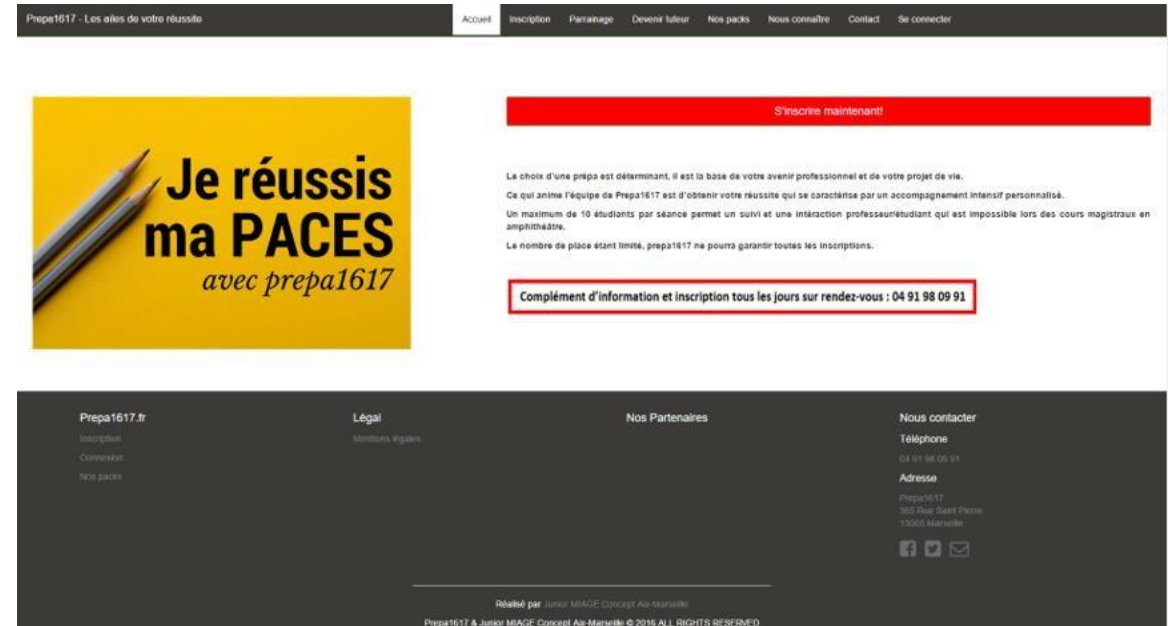 Prepa1617 - Les ailes de votre réussite
Accueil Inscription Parrainage Devenir tuteur Nos packs Nous connaître Contact Se connecter
S'inscrire maintenant!
Je réussis
ma PACES
avec prepa1617
Le choix d'une prépa est déterminant, il est la base de votre avenir professionnel et de votre projet de vie.
Ce qui anime l'équipe de Prepa1617 est d'obtenir votre réussite qui se caractérise par un accompagnement intensif personnalisé.
Un maximum de 10 étudiants par séance permet un suivi et une interaction professeur/étudiant qui est impossible lors des cours magistraux en
amphithéâtre.
Le nombre de place étant limité, prepa1617 ne pourra garantir toutes les inscriptions.
Complément d'information et inscription tous les jours sur rendez-vous : 04 91 98 09 91
Prepa1617.fr
Inscription
Connexion
Nos packs
Légal
Mentions légales
Nos Partenaires
Nous contacter
Téléphone
04 91 98 09 91
Adresse
Prepa1617
365 Rue Saint Pierre
13005 Marseille
Réalisé par Junior MIAGE Concept Aix-Marseille
Prepa1617 & Junior MIAGE Concept Aix-Marseille © 2016 ALL RIGHTS RESERVED